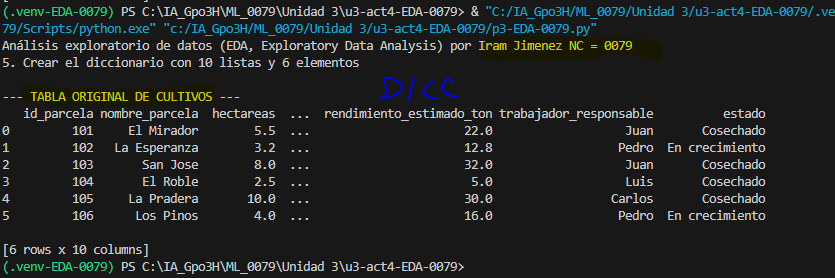 (.venv-EDA-0079) PS C:\IA_Gpo3H\ML_0079\Unidad 3\u3-act4-EDA-0079> & "C:/IA_Gpo3H/ML_0079/Unidad 3/u3-act4-EDA-0079/.ve
79/Scripts/python.exe" "c:/IA_Gpo3H/ML_0079/Unidad 3/u3-act4-EDA-0079/p3-EDA-0079.py"
Análisis exploratorio de datos (EDA, Exploratory Data Analysis) por Iram Jimenez NC = 0079
5. Crear el diccionario con 10 listas y 6 elementos
DICC
--- TABLA ORIGINAL DE CULTIVOS ---
id_parcela nombre_parcela hectareas ... rendimiento_estimado_ton trabajador_responsable estado
0 101 El Mirador 5.5 ... 22.0 Juan Cosechado
1 102 La Esperanza 3.2 ... 12.8 Pedro En crecimiento
2 103 San Jose 8.0 ... 32.0 Juan Cosechado
3 104 El Roble 2.5 ... 5.0 Luis Cosechado
4 105 La Pradera 10.0 ... 30.0 Carlos Cosechado
5 106 Los Pinos 4.0 ... 16.0 Pedro En crecimiento
[6 rows x 10 columns]
(.venv-EDA-0079) PS C:\IA_Gpo3H\ML_0079\Unidad 3\u3-act4-EDA-0079>